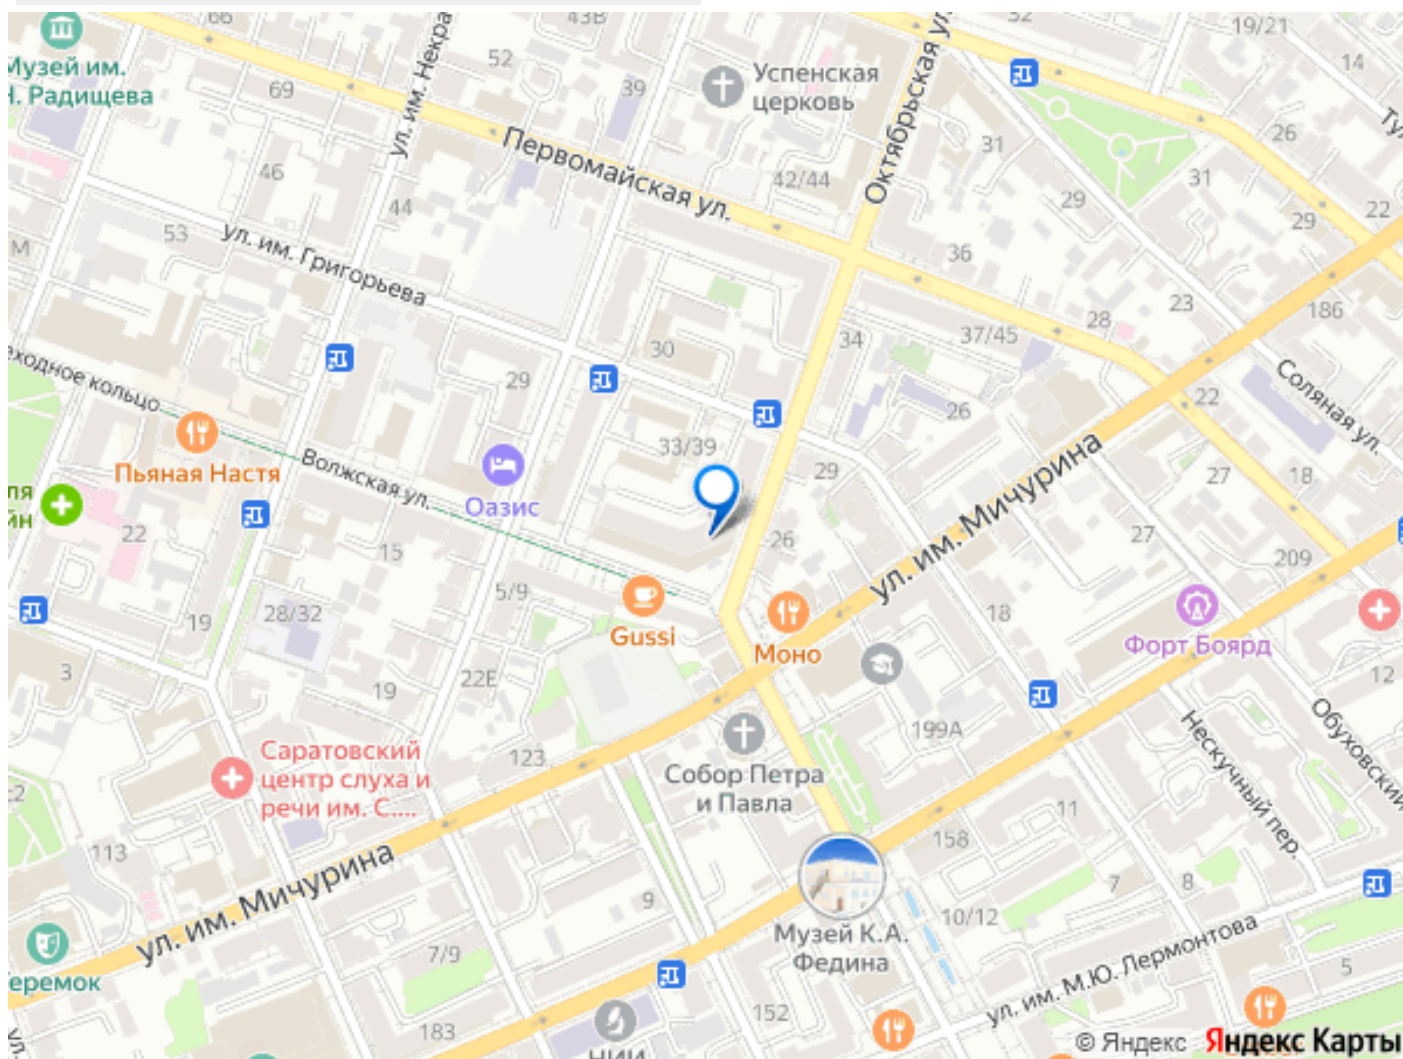 66
43В
32
19/21
ул. им. Некра
Октябрьская ул.
Музей им.
Н. Радищева
52
69
39
Успенская
церковь
14
26
31
Первомайская ул.
46
44
42/44
29
31
22
29
53
М
ул. им. Григорьева
36
23
186
28
37/45
34
30
29
22
Соляная ул.
26
аходное кольцо
33/39
29
27
18
Пьяная Настя
Волжская ул.
Оазис
ул. им. Мичурина
ля
йн
22
15
26
27
209
5/9
28/32
19
18
Gussi
Моно
Форт Боярд
3
19
22Е
12
199А
Обуховский
Нескучный пер.
123
Саратовский
центр слуха и
речи им. С....
Собор Петра
и Павла
113
ул. им. Мичурина
11
158
9
7
8
10/12
Музей К.А.
Федина
7/9
еремок
ул. им. М.Ю. Лермонтова
5
152
183
НИИ
ул.
© Яндекс Яндекс Карты